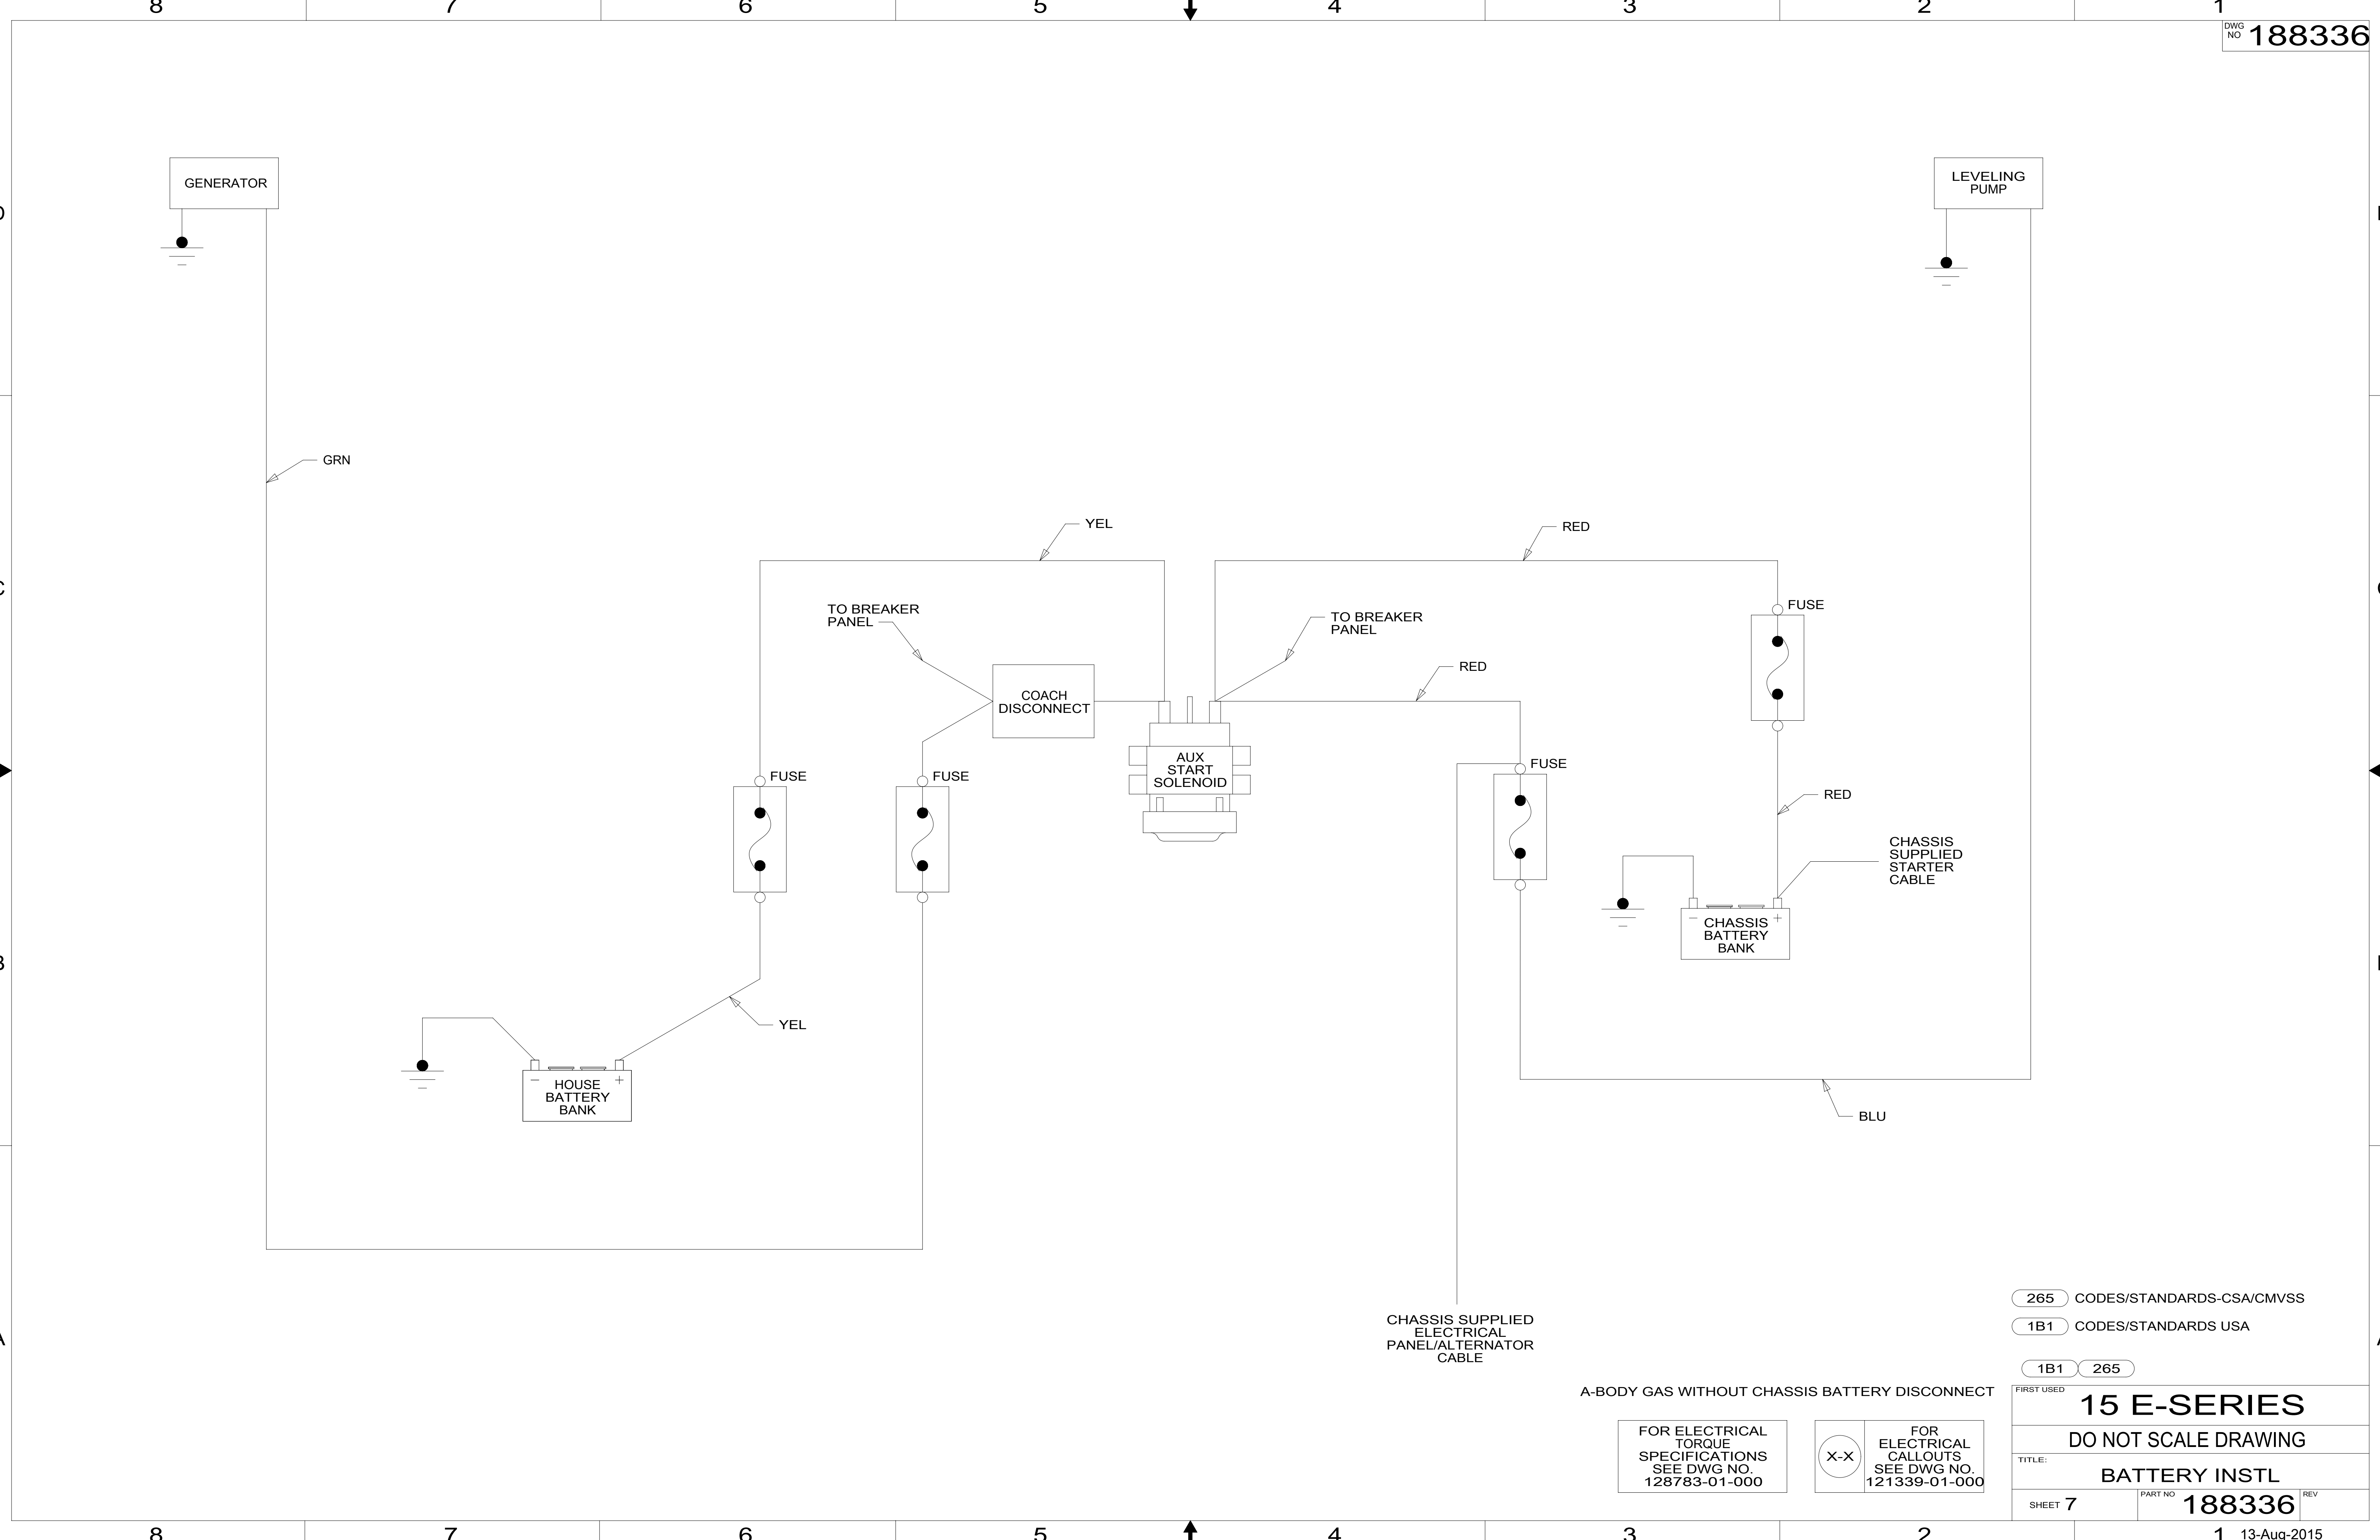 8 7 6 5 4 3 2 1
DWG
NO 188336
GENERATOR
LEVELING
PUMP
GRN
YEL
RED
TO BREAKER
PANEL
TO BREAKER
PANEL
FUSE
RED
COACH
DISCONNECT
AUX
START
SOLENOID
FUSE
FUSE
FUSE
RED
CHASSIS
SUPPLIED
STARTER
CABLE
− +
CHASSIS
BATTERY
BANK
YEL
− +
HOUSE
BATTERY
BANK
BLU
CHASSIS SUPPLIED
ELECTRICAL
PANEL/ALTERNATOR
CABLE
265 CODES/STANDARDS-CSA/CMVSS
1B1 CODES/STANDARDS USA
1B1 265
A-BODY GAS WITHOUT CHASSIS BATTERY DISCONNECT
FOR ELECTRICAL
TORQUE
SPECIFICATIONS
SEE DWG NO.
128783-01-000
X-X
FOR
ELECTRICAL
CALLOUTS
SEE DWG NO.
121339-01-000
FIRST USED
15 E-SERIES
DO NOT SCALE DRAWING
TITLE:
BATTERY INSTL
SHEET 7
PART NO 188336
REV
8 7 6 5 4 3 2 1
13-Aug-2015